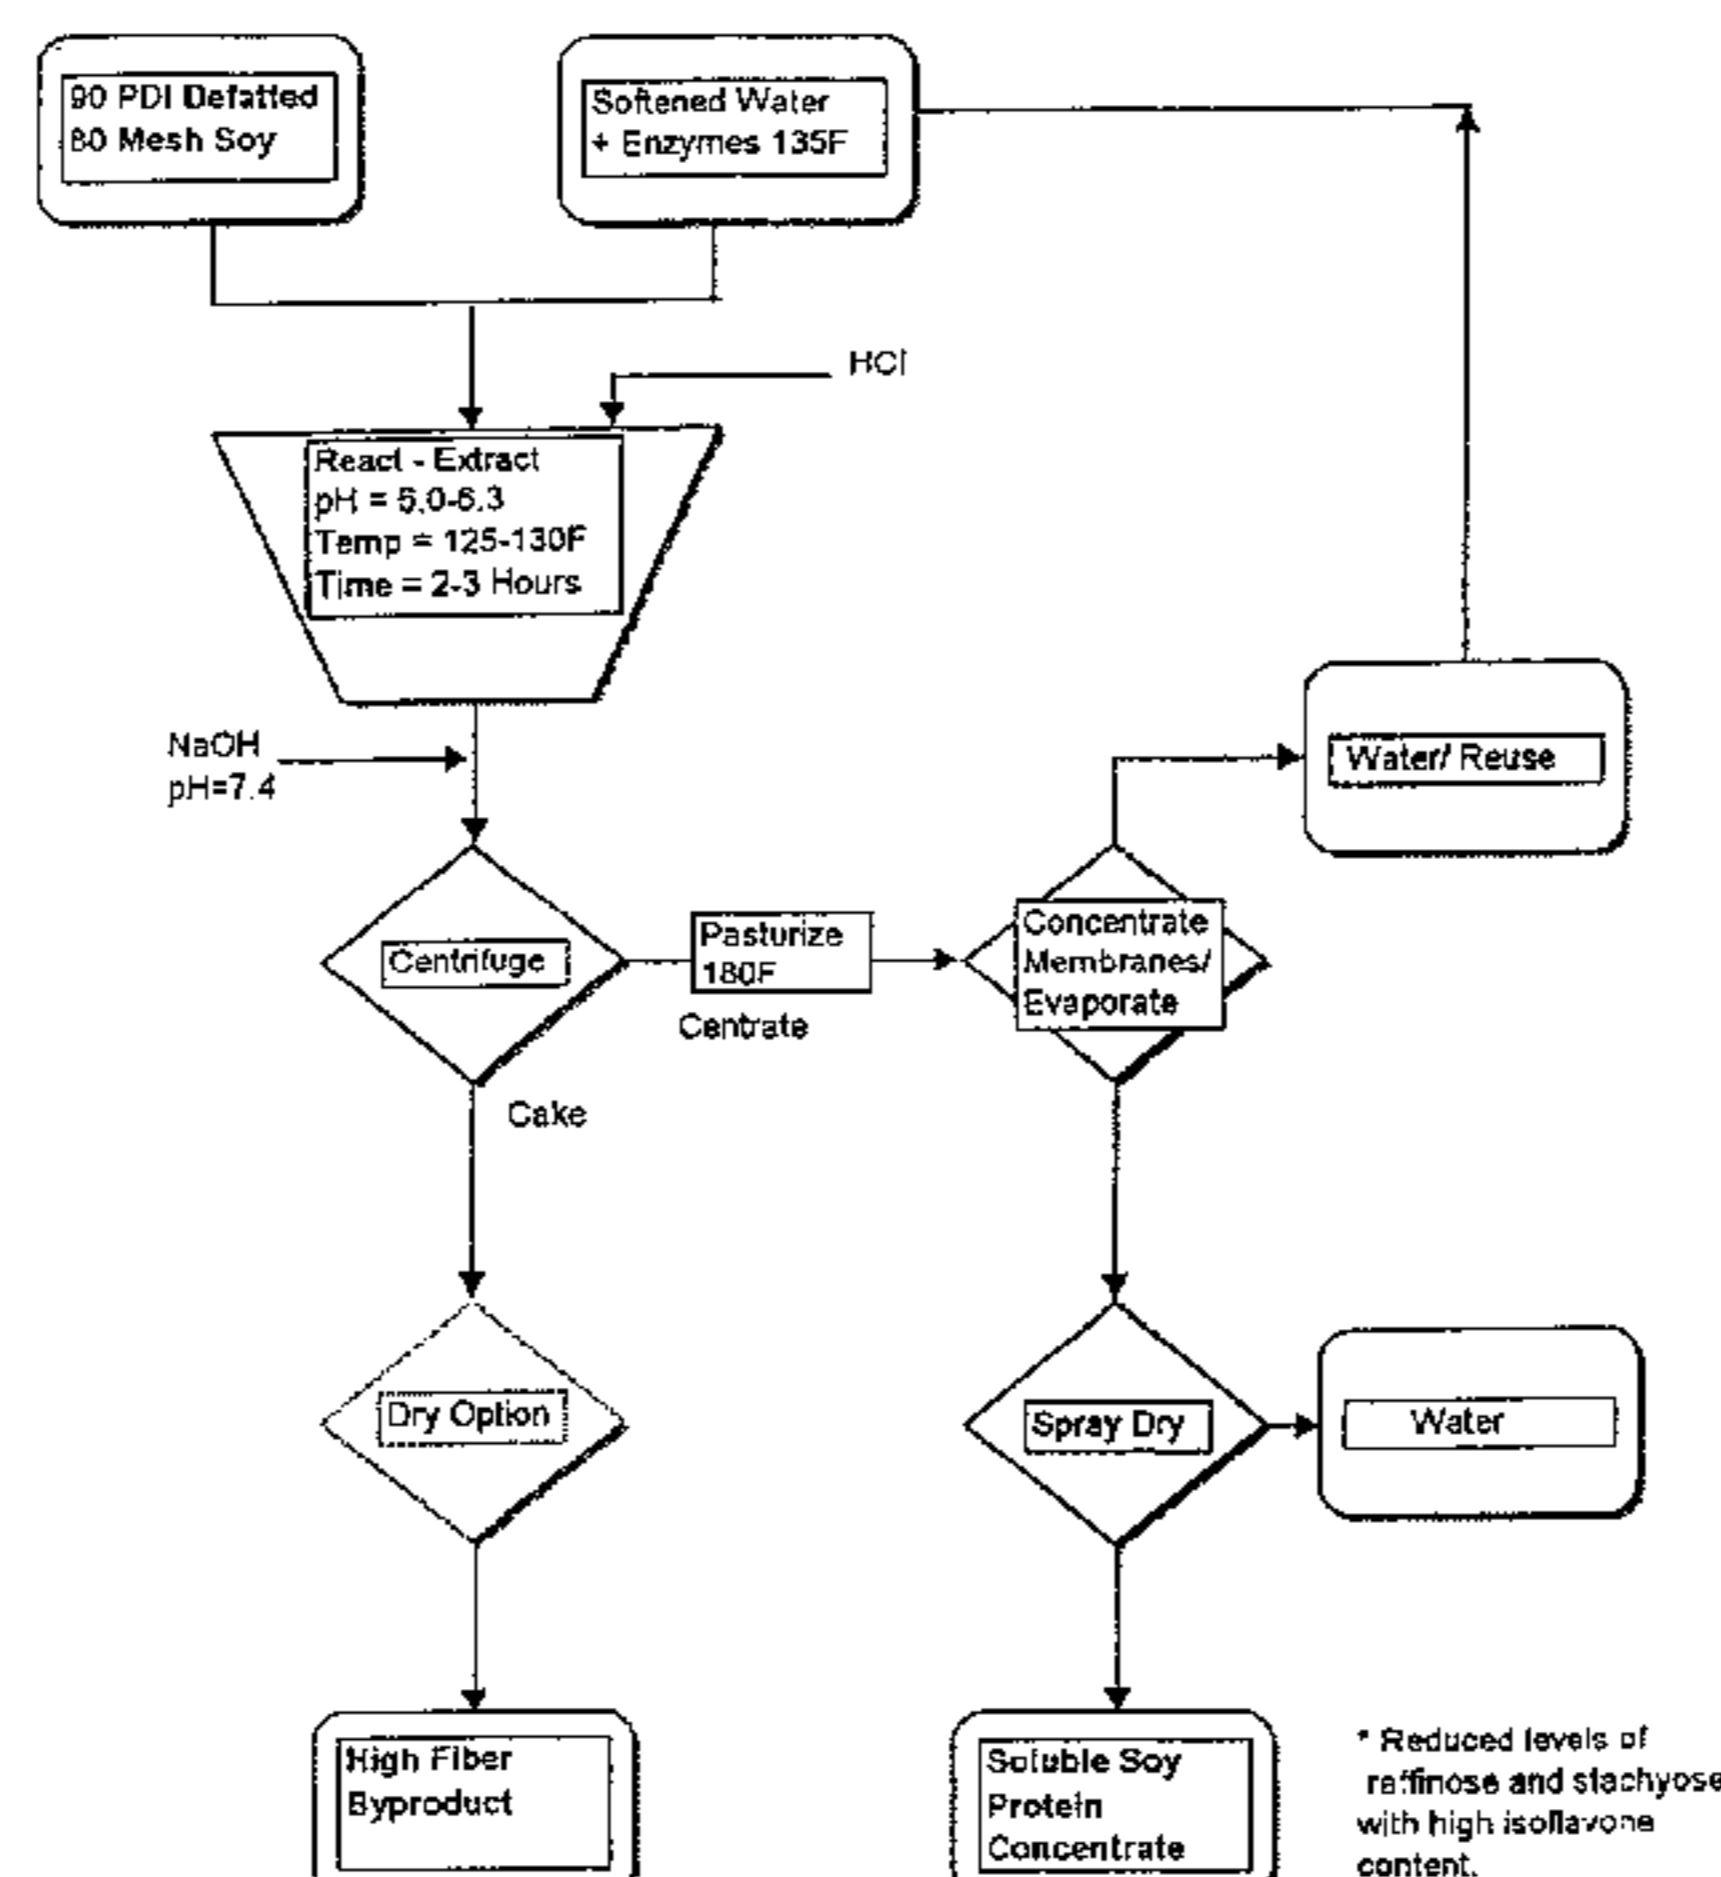 90 PDI Defatted
80 Mesh Soy
Softened Water
+ Enzymes 135F
HCl
React - Extract
pH = 6.0-6.3
Temp = 125-130F
Time = 2-3 Hours
NaOH
pH=7.4
Water/ Reuse
Centrifuge
Pasturize
180F
Centrate
Concentrate
Membranes/
Evaporate
Cake
Dry Option
Spray Dry
Water
High Fiber
Byproduct
Soluble Soy
Protein
Concentrate
* Reduced levels of
raffinose and stachyose
with high isoflavone
content.